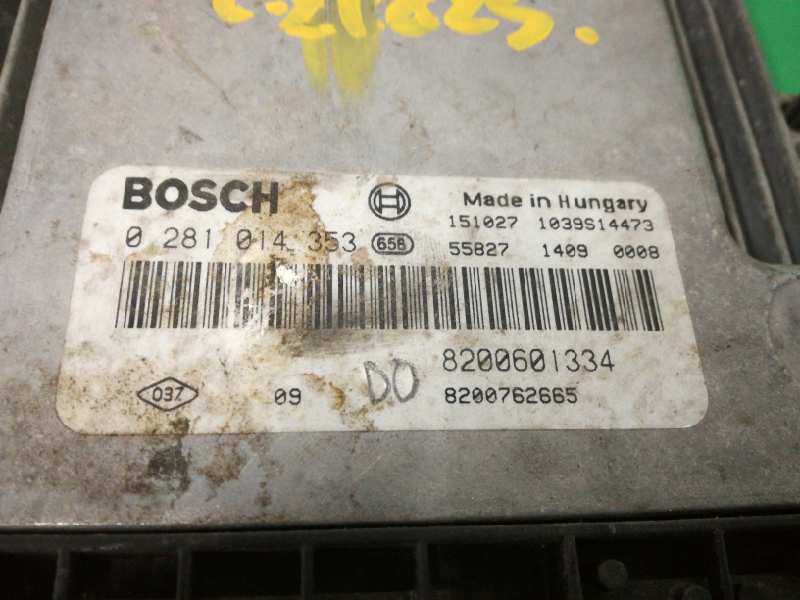 BOSCH
Made in Hungary
151027 1039S14473
0 281 014 353 658
55827 1409 0008
8200601334
037 09 DO 8200762665